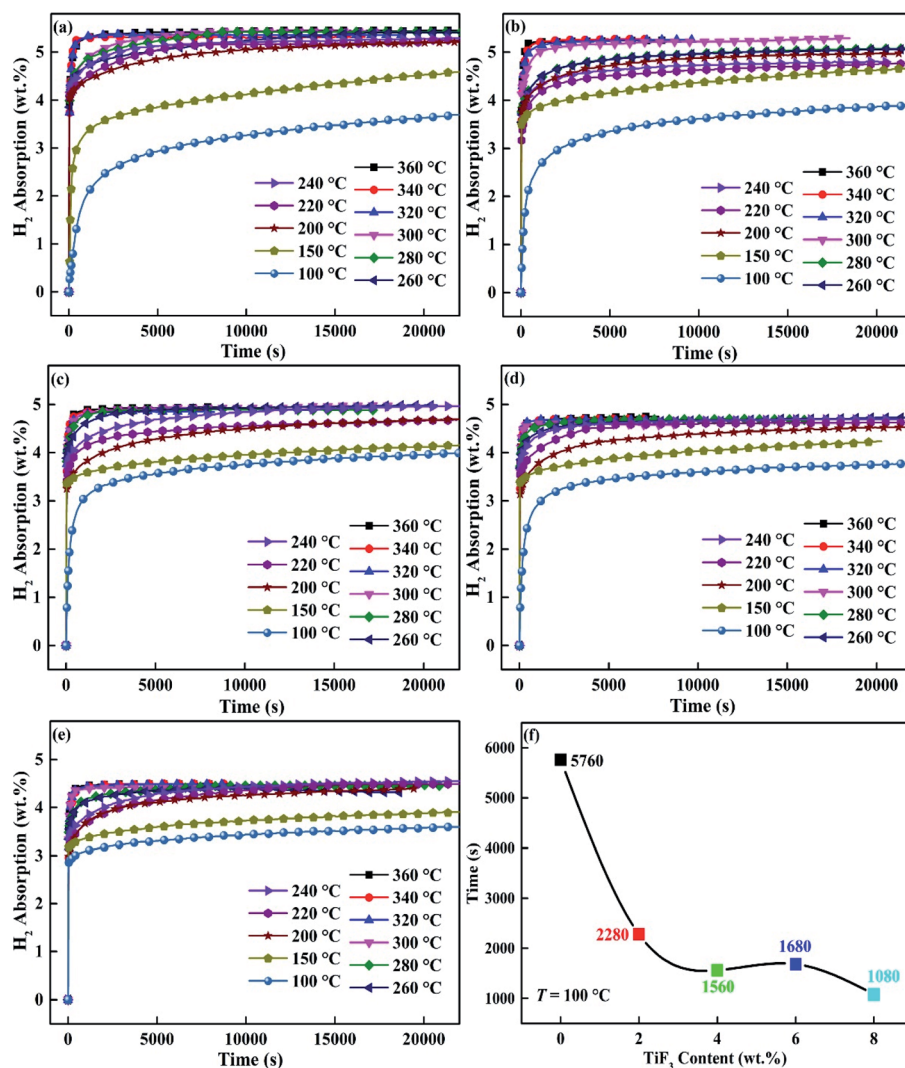 (a)
H2 Absorption (wt.%)
5
4
3
2
1
0
360 °C
240 °C
340 °C
220 °C
320 °C
200 °C
300 °C
150 °C
280 °C
100 °C
260 °C
0 5000 10000 15000 20000
Time (s)
(b)
H2 Absorption (wt.%)
5
4
3
2
1
0
360 °C
240 °C
340 °C
220 °C
320 °C
200 °C
300 °C
150 °C
280 °C
100 °C
260 °C
0 5000 10000 15000 20000
Time (s)
(c)
H2 Absorption (wt.%)
5
4
3
2
1
0
360 °C
240 °C
340 °C
220 °C
320 °C
200 °C
300 °C
150 °C
280 °C
100 °C
260 °C
0 5000 10000 15000 20000
Time (s)
(d)
H2 Absorption (wt.%)
5
4
3
2
1
0
360 °C
240 °C
340 °C
220 °C
320 °C
200 °C
300 °C
150 °C
280 °C
100 °C
260 °C
0 5000 10000 15000 20000
Time (s)
(e)
H2 Absorption (wt.%)
5
4
3
2
1
0
360 °C
240 °C
340 °C
220 °C
320 °C
200 °C
300 °C
150 °C
280 °C
100 °C
260 °C
0 5000 10000 15000 20000
Time (s)
(f)
Time (s)
6000
5000
4000
3000
2000
1000
5760
2280
1560
1680
1080
T = 100 °C
0 2 4 6 8
TiF3 Content (wt.%)